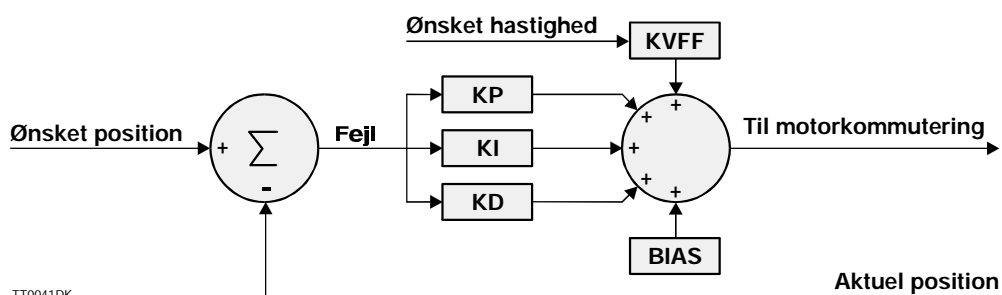 Ønsket hastighed
KVFF
KP
+
+
Ønsket position
+
Σ
Fejl
KI
+
Til motorkommutering
-
KD
+
+
BIAS
Aktuel position
TT0041DK